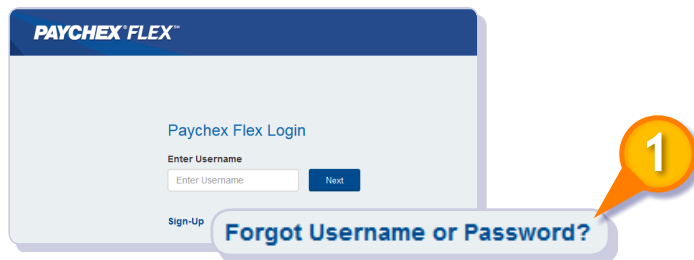 PAYCHEX® FLEX℠
Paychex Flex Login
Enter Username
Enter Username
Next
Sign-Up
Forgot Username or Password?
1